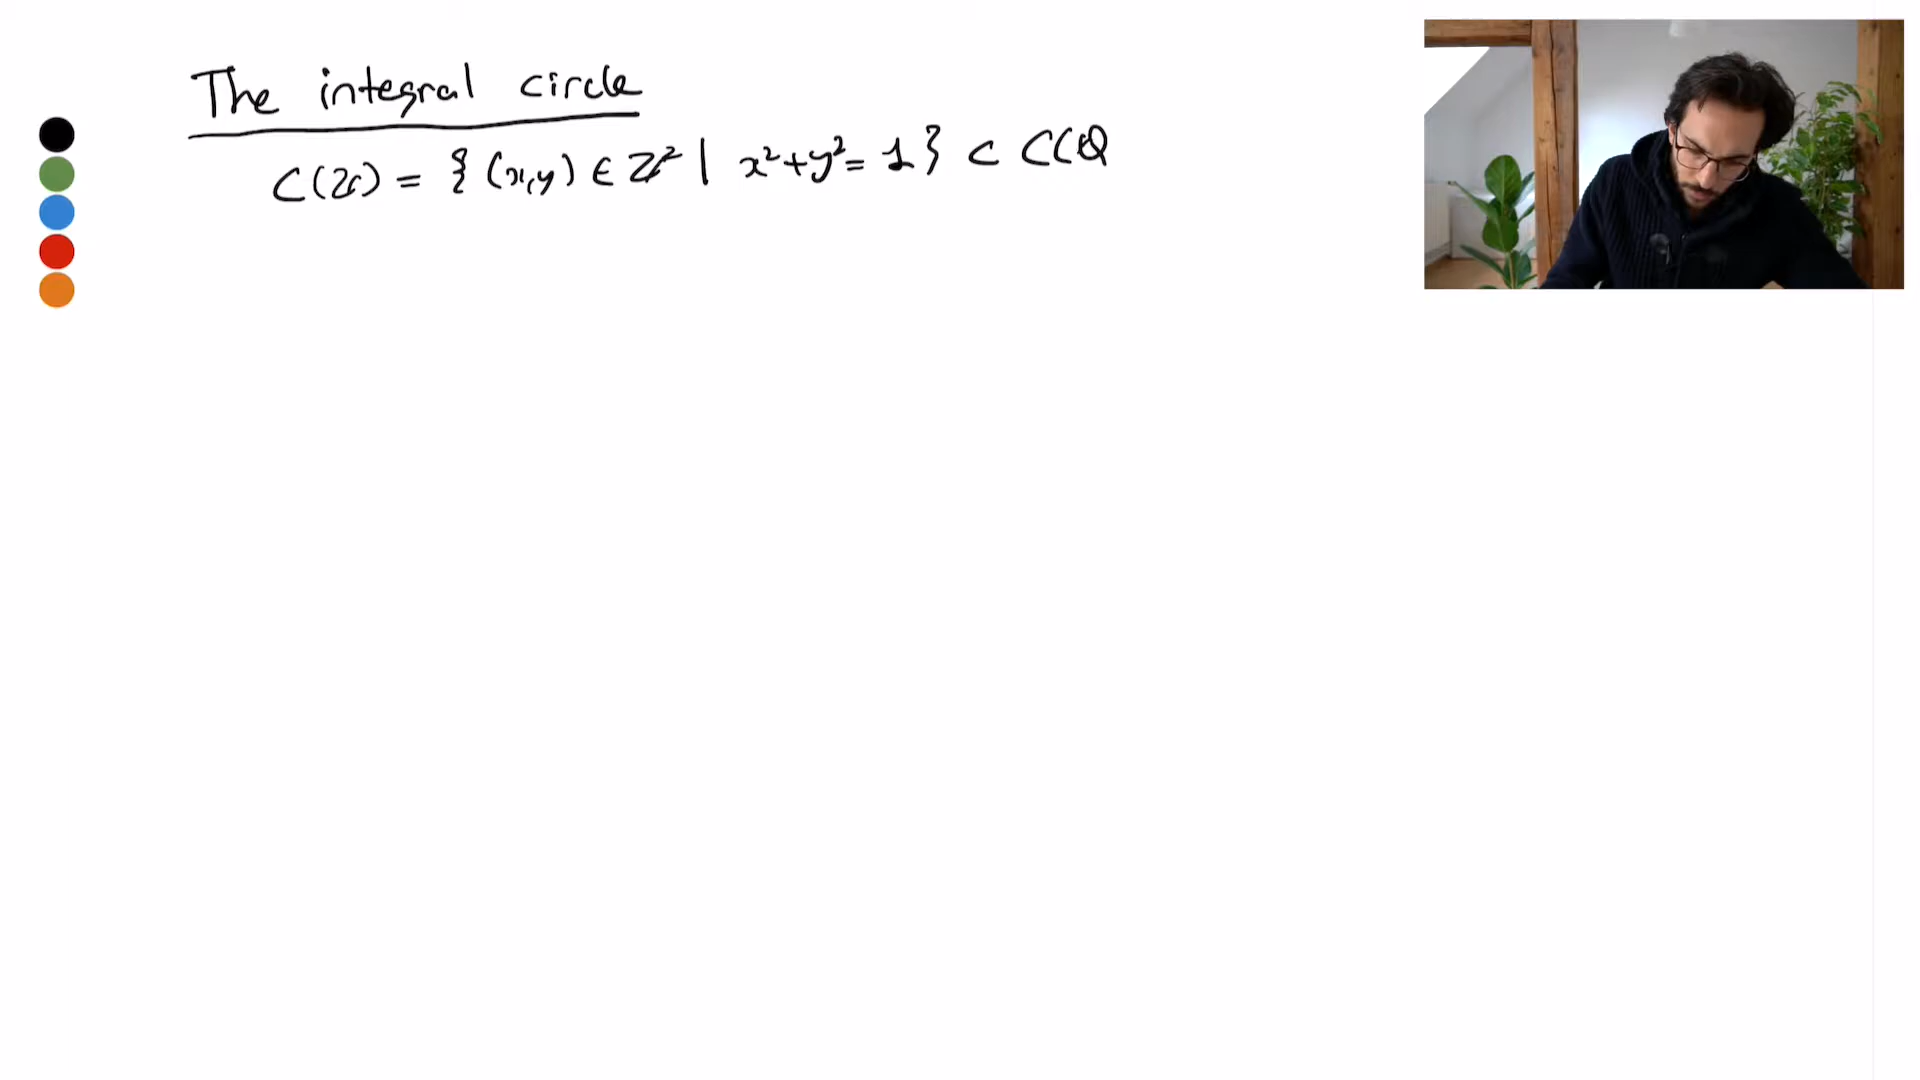 The integral circle
C(ℤ) = { (x,y) ∈ ℤ² | x²+y²= 1 } ⊂ C(ℚ